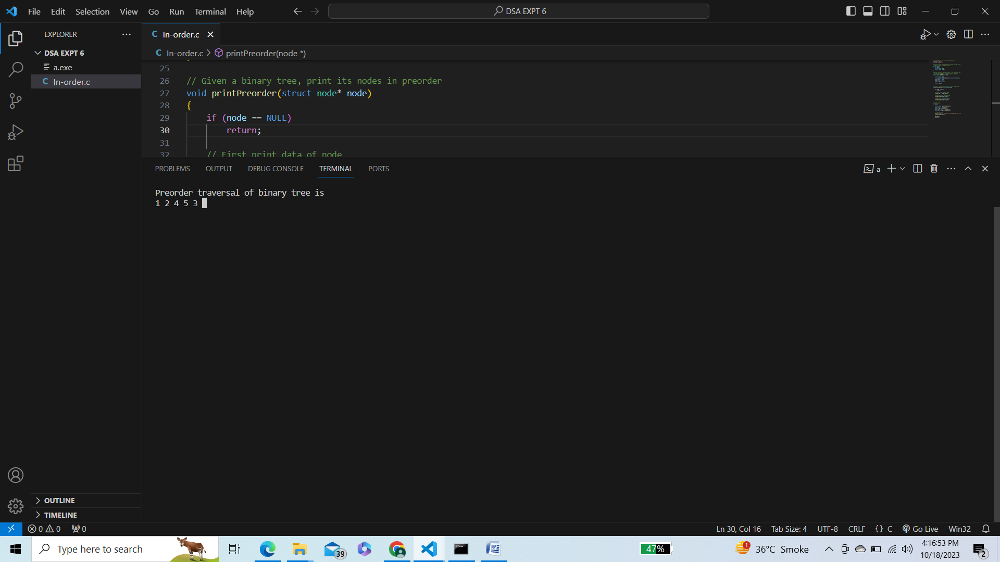 File Edit Selection View Go Run Terminal Help
DSA EXPT 6
EXPLORER
DSA EXPT 6
a.exe
C In-order.c
C In-order.c
C In-order.c > printPreorder(node *)
25
26 // Given a binary tree, print its nodes in preorder
27 void printPreorder(struct node* node)
28 {
29 if (node == NULL)
30 return;
31
32 // First print data of node
PROBLEMS OUTPUT DEBUG CONSOLE TERMINAL PORTS
a
Preorder traversal of binary tree is
1 2 4 5 3
OUTLINE
TIMELINE
0 0 0
Ln 30, Col 16 Tab Size: 4 UTF-8 CRLF {} C Go Live Win32
Type here to search
39
47%
1
36°C Smoke
4:16:53 PM
10/18/2023
2